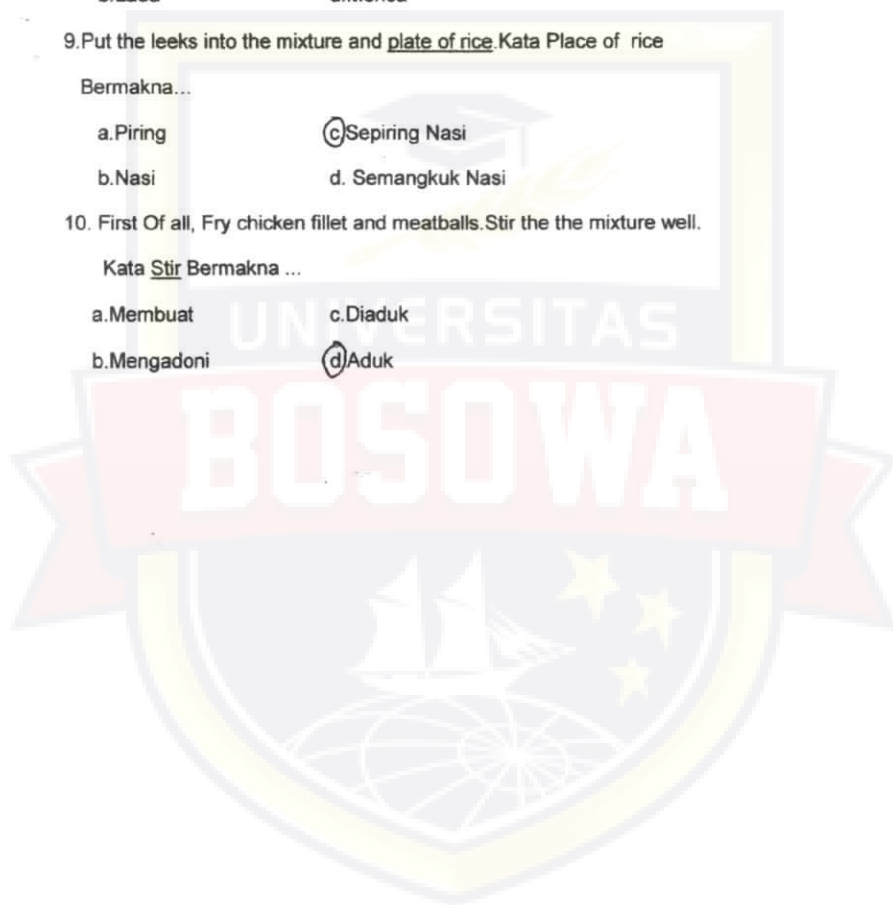 9.Put the leeks into the mixture and plate of rice.Kata Place of rice
Bermakna...
a.Piring c.Sepiring Nasi
b.Nasi d. Semangkuk Nasi
10. First Of all, Fry chicken fillet and meatballs.Stir the the mixture well.
Kata Stir Bermakna ...
a.Membuat c.Diaduk
b.Mengadoni d.Aduk
UNIVERSITAS
BOSOWA